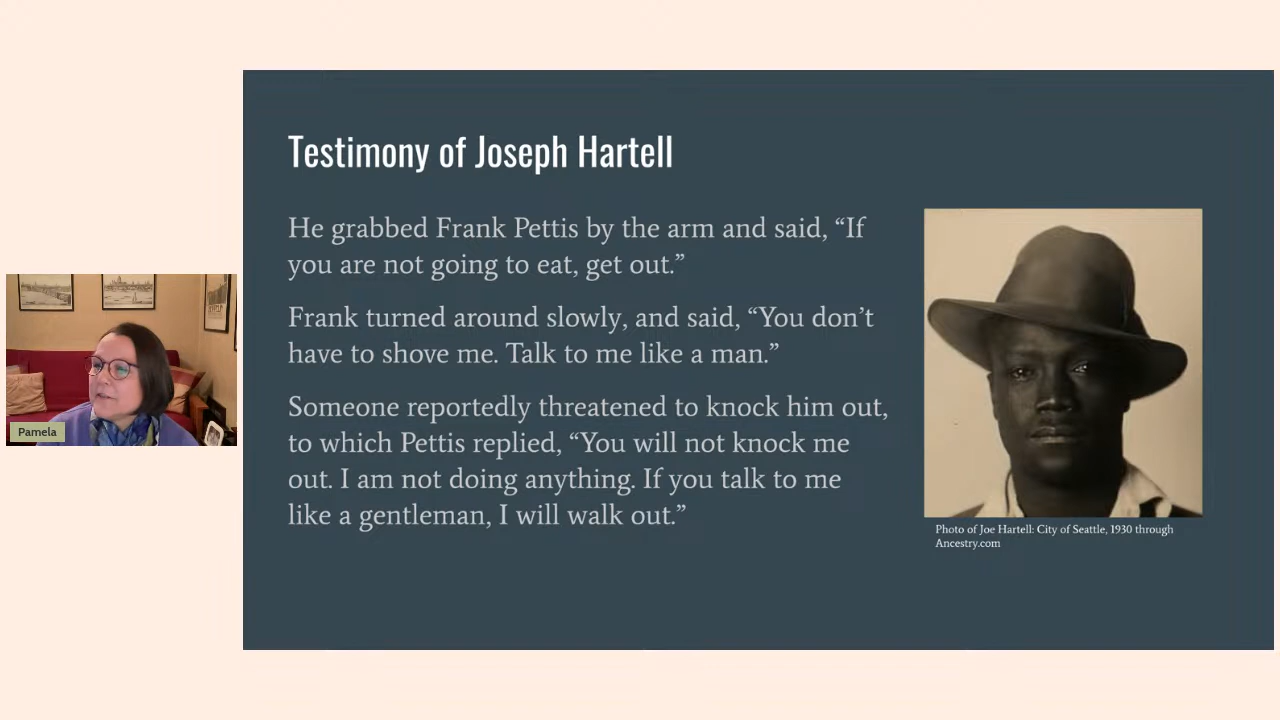 Testimony of Joseph Hartell
He grabbed Frank Pettis by the arm and said, “If
you are not going to eat, get out.”
Frank turned around slowly, and said, “You don’t
have to shove me. Talk to me like a man.”
Someone reportedly threatened to knock him out,
to which Pettis replied, “You will not knock me
out. I am not doing anything. If you talk to me
like a gentleman, I will walk out.”
Photo of Joe Hartell: City of Seattle, 1930 through
Ancestry.com
Pamela